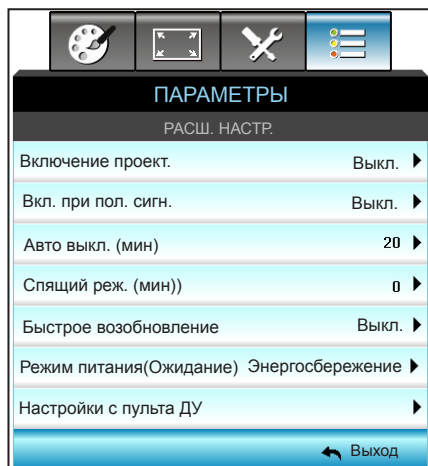 ПАРАМЕТРЫ
РАСШ. НАСТР.
Включение проект. Выкл.
Вкл. при пол. сигн. Выкл.
Авто выкл. (мин) 20
Спящий реж. (мин)) 0
Быстрое возобновление Выкл.
Режим питания(Ожидание) Энергосбережение
Настройки с пульта ДУ
Выход